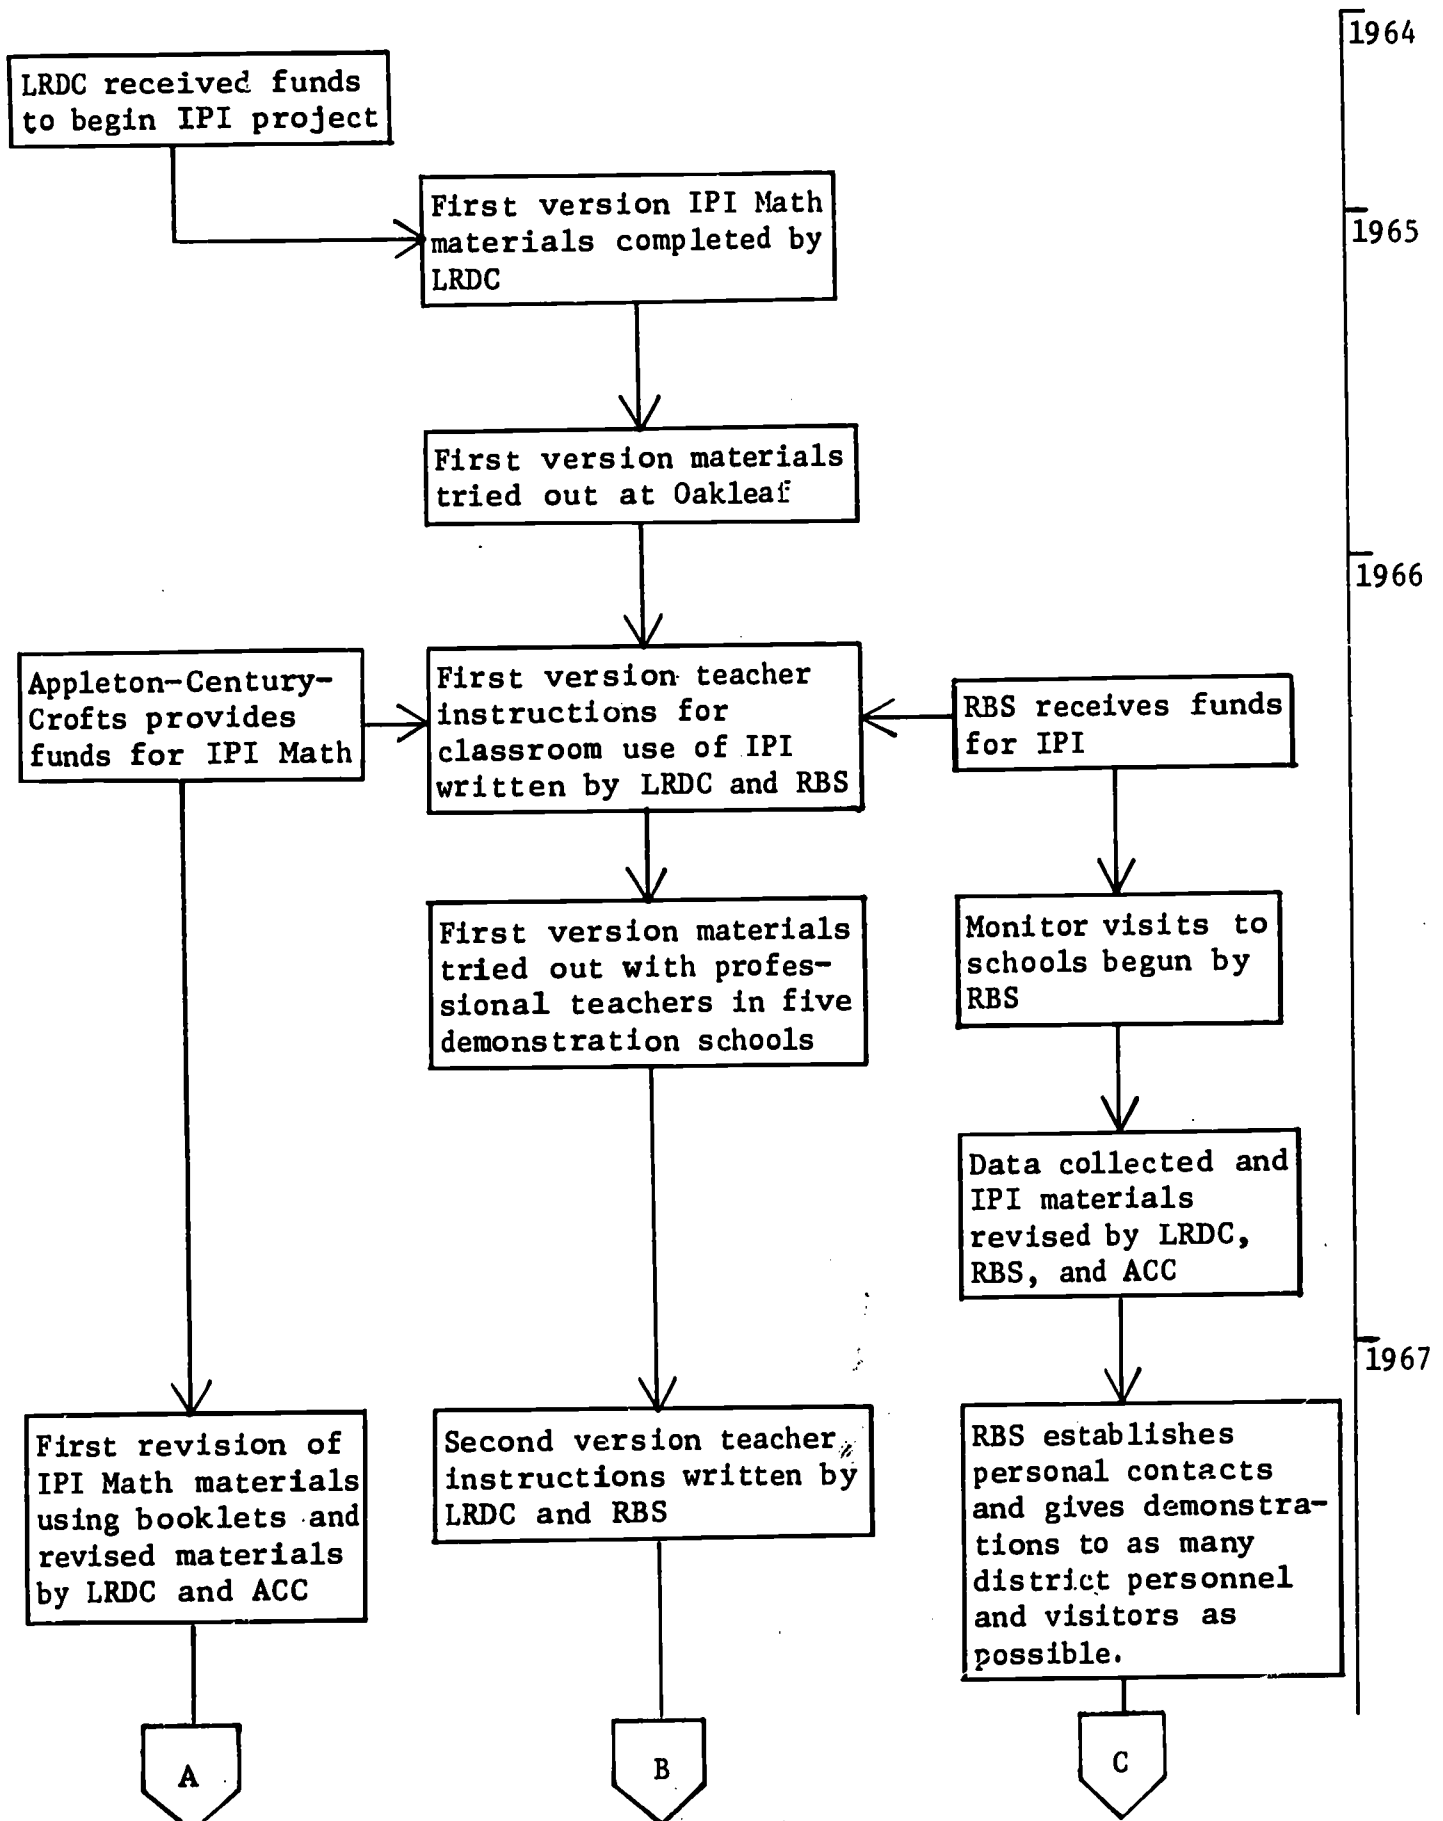 1964
LRDC received funds
to begin IPI project
First version IPI Math
materials completed by
LRDC
1965
First version materials
tried out at Oakleaf
1966
Appleton-Century-
Crofts provides
funds for IPI Math
First version teacher
instructions for
classroom use of IPI
written by LRDC and RBS
RBS receives funds
for IPI
First version materials
tried out with profes-
sional teachers in five
demonstration schools
Monitor visits to
schools begun by
RBS
Data collected and
IPI materials
revised by LRDC,
RBS, and ACC
1967
First revision of
IPI Math materials
using booklets and
revised materials
by LRDC and ACC
Second version teacher
instructions written by
LRDC and RBS
RBS establishes
personal contacts
and gives demonstra-
tions to as many
district personnel
and visitors as
possible.
A
B
C